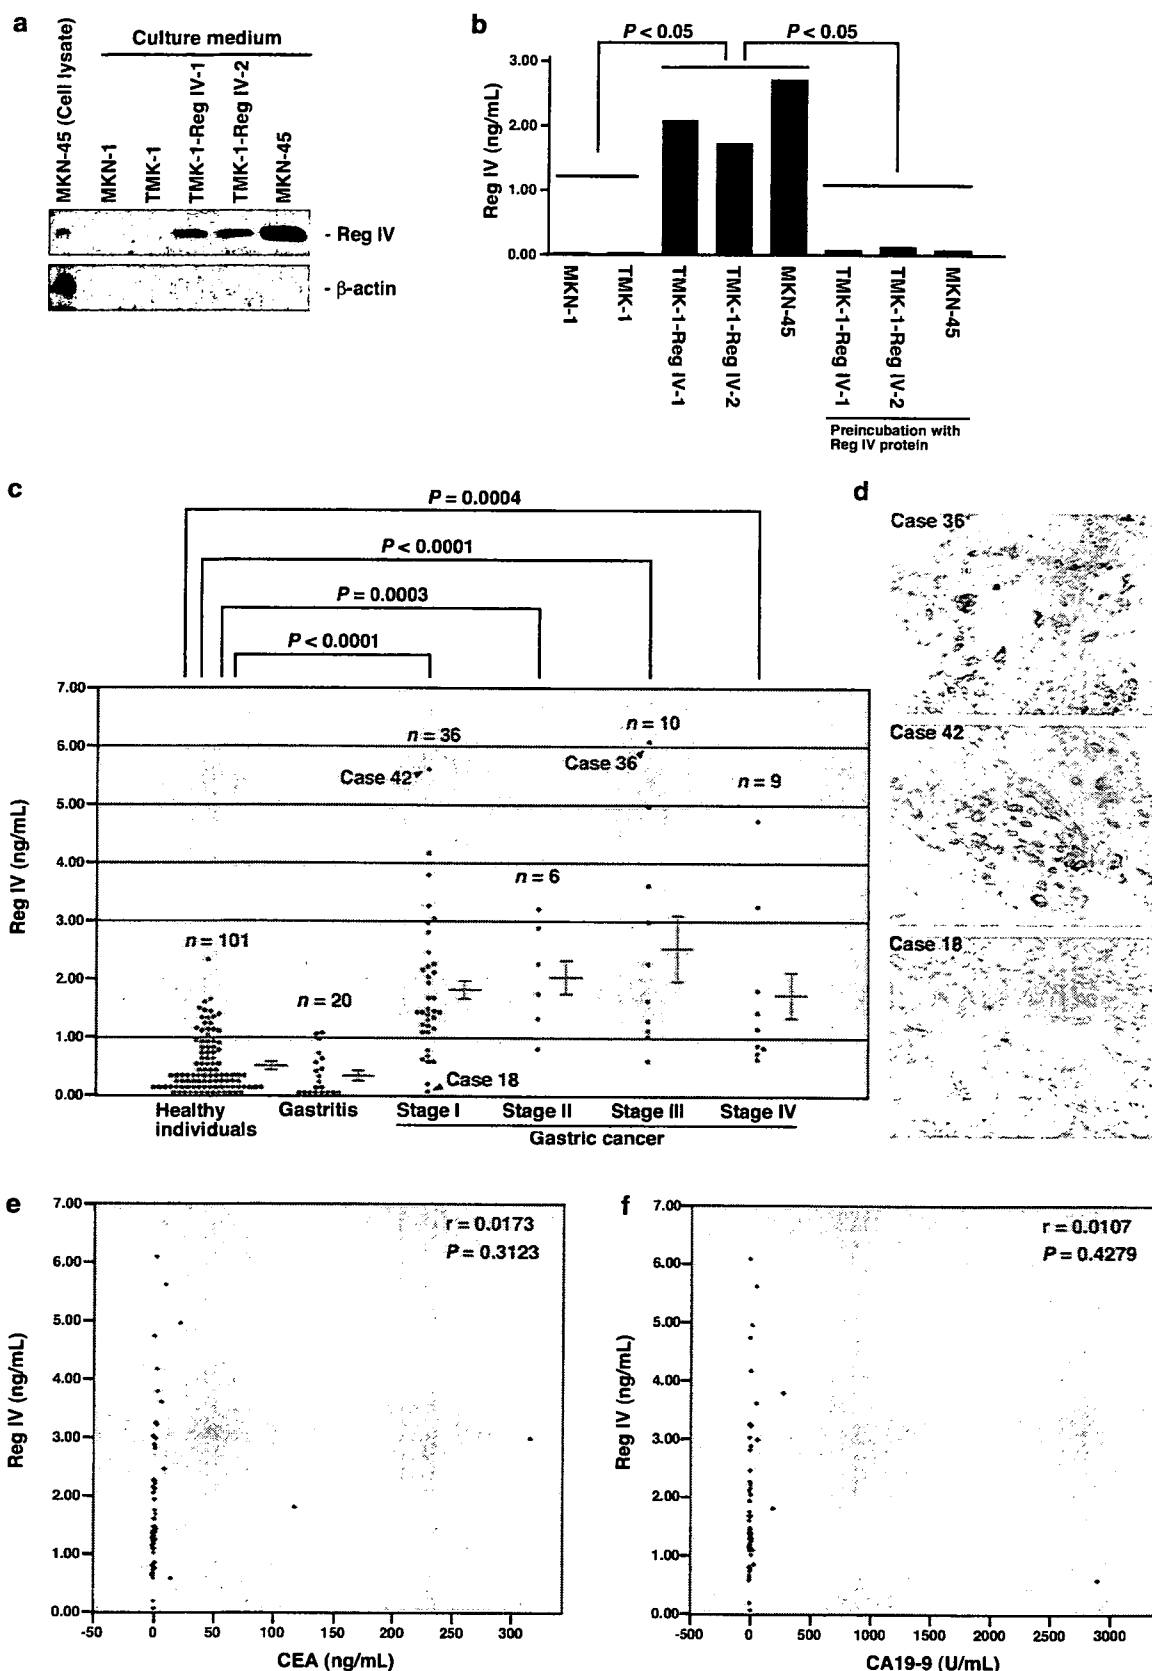 a
Culture medium
MKN-45 (Cell lysate)
MKN-1
TMK-1
TMK-1-Reg IV-1
TMK-1-Reg IV-2
MKN-45
- Reg IV
- β-actin
b
P < 0.05
P < 0.05
Reg IV (ng/mL)
3.00
2.00
1.00
0.00
MKN-1
TMK-1
TMK-1-Reg IV-1
TMK-1-Reg IV-2
MKN-45
TMK-1-Reg IV-1
TMK-1-Reg IV-2
MKN-45
Preincubation with
Reg IV protein
c
P = 0.0004
P < 0.0001
P = 0.0003
P < 0.0001
Reg IV (ng/mL)
7.00
6.00
5.00
4.00
3.00
2.00
1.00
0.00
n = 101
n = 20
n = 36
Case 42
Case 18
n = 6
n = 10
Case 36
n = 9
Healthy
individuals
Gastritis
Stage I
Stage II
Stage III
Stage IV
Gastric cancer
d
Case 36
Case 42
Case 18
e
r = 0.0173
P = 0.3123
Reg IV (ng/mL)
7.00
6.00
5.00
4.00
3.00
2.00
1.00
0.00
-50
0
50
100
150
200
250
300
CEA (ng/mL)
f
r = 0.0107
P = 0.4279
Reg IV (ng/mL)
7.00
6.00
5.00
4.00
3.00
2.00
1.00
0.00
-500
0
500
1000
1500
2000
2500
3000
CA19-9 (U/mL)